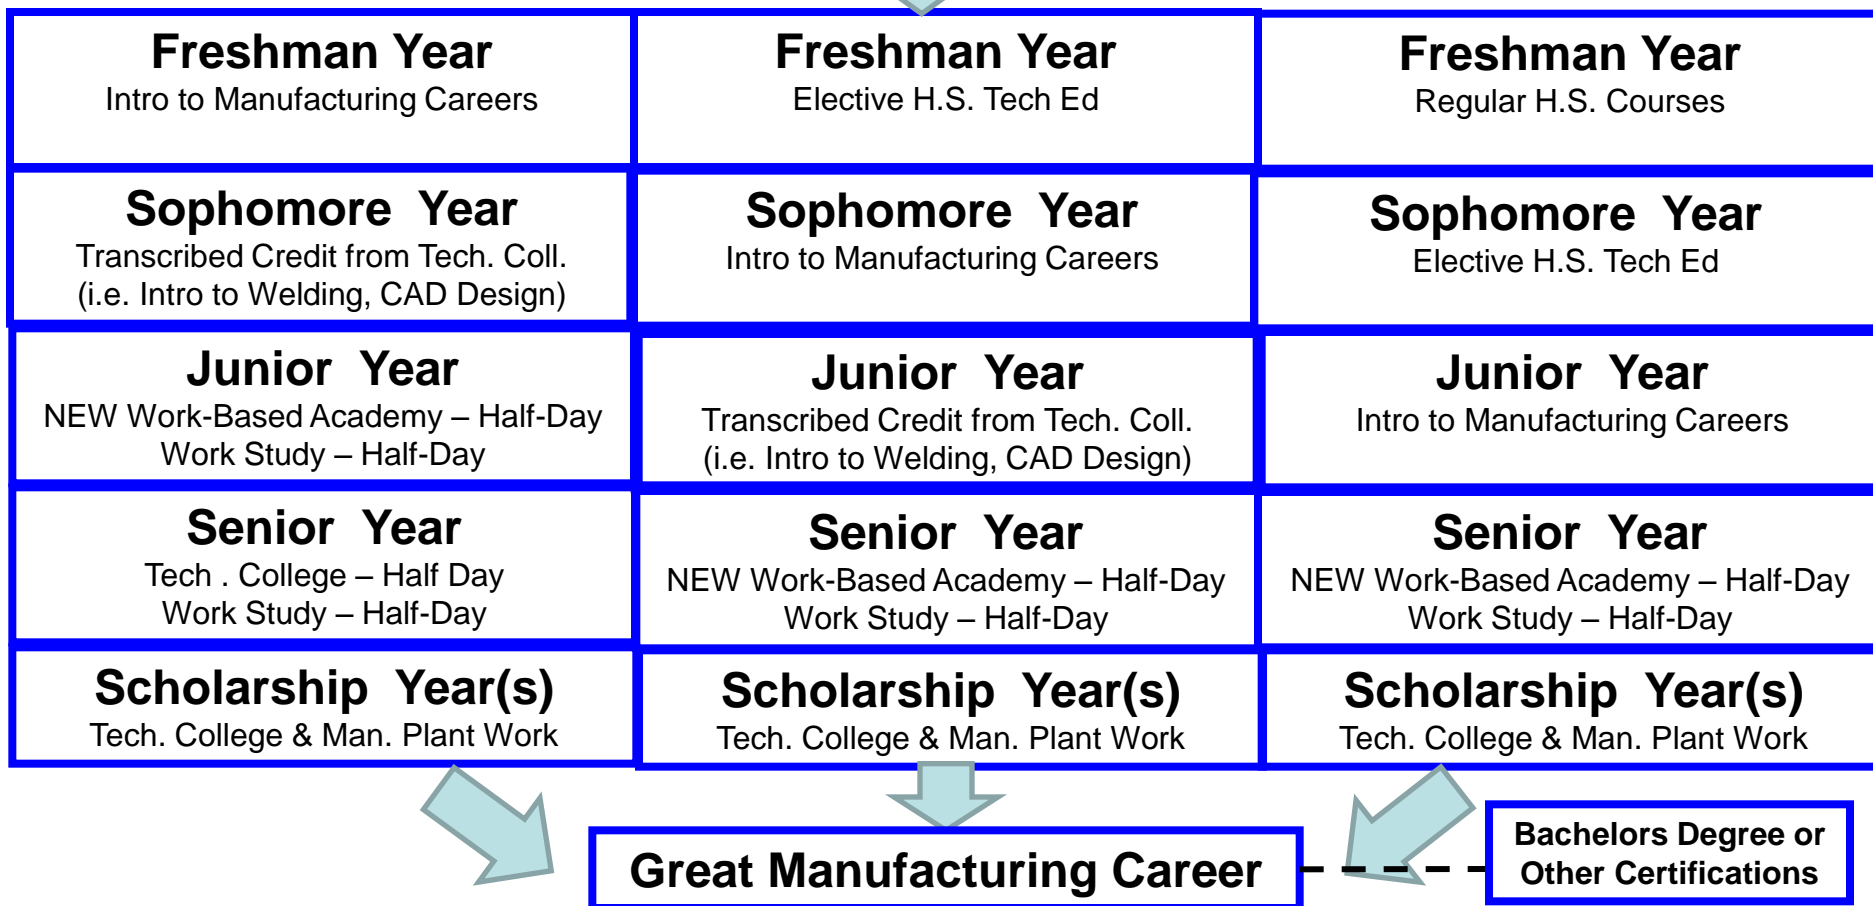 Freshman Year
Intro to Manufacturing Careers
Freshman Year
Elective H.S. Tech Ed
Freshman Year
Regular H.S. Courses
Sophomore Year
Transcribed Credit from Tech. Coll.
(i.e. Intro to Welding, CAD Design)
Sophomore Year
Intro to Manufacturing Careers
Sophomore Year
Elective H.S. Tech Ed
Junior Year
NEW Work-Based Academy – Half-Day
Work Study – Half-Day
Junior Year
Transcribed Credit from Tech. Coll.
(i.e. Intro to Welding, CAD Design)
Junior Year
Intro to Manufacturing Careers
Senior Year
Tech . College – Half Day
Work Study – Half-Day
Senior Year
NEW Work-Based Academy – Half-Day
Work Study – Half-Day
Senior Year
NEW Work-Based Academy – Half-Day
Work Study – Half-Day
Scholarship Year(s)
Tech. College & Man. Plant Work
Scholarship Year(s)
Tech. College & Man. Plant Work
Scholarship Year(s)
Tech. College & Man. Plant Work
Great Manufacturing Career
Bachelors Degree or
Other Certifications